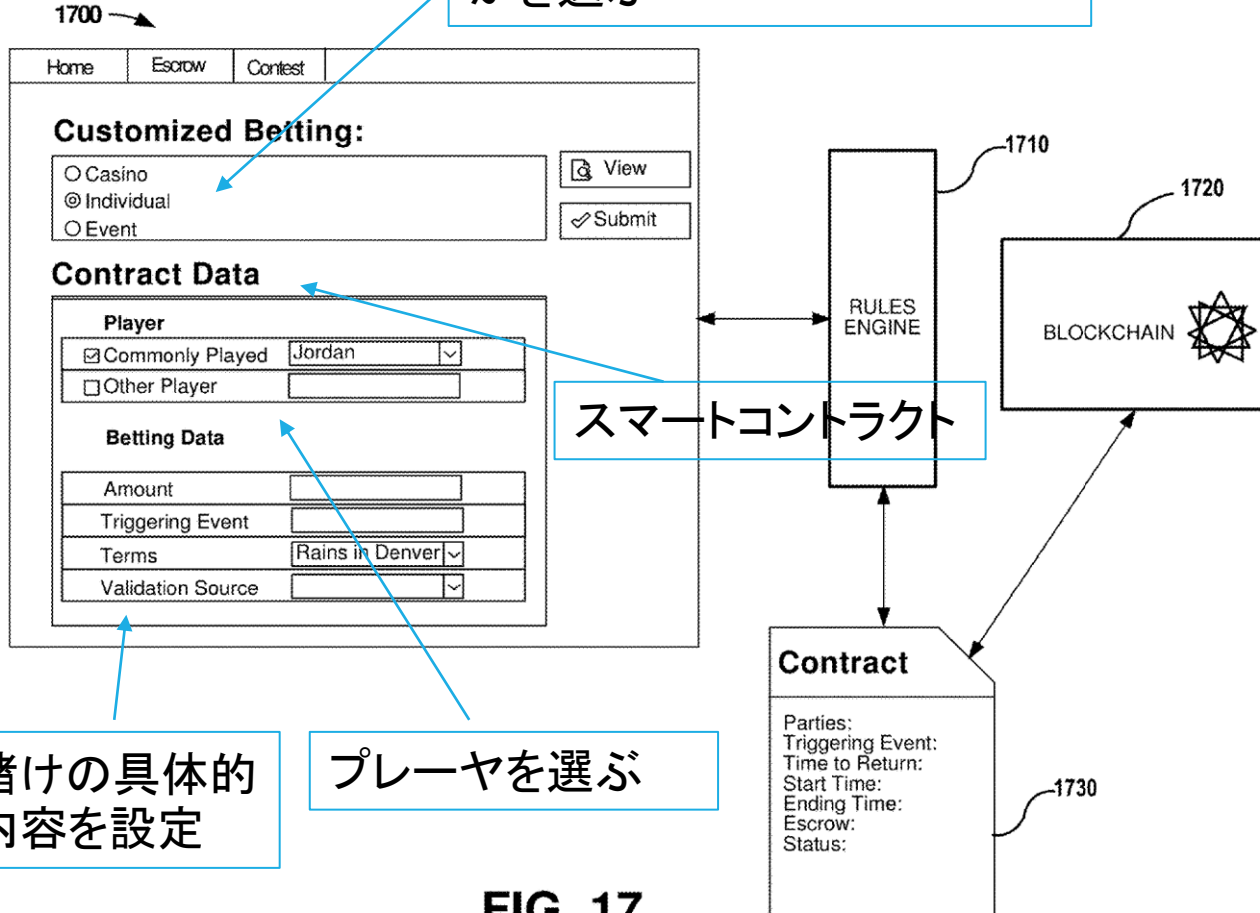 1700
かを選ぶ
Home Escrow Contest
Customized Betting:
Casino
Individual
Event
View
Submit
Contract Data
Player
Commonly Played Jordan
Other Player
Betting Data
Amount
Triggering Event
Terms Rains in Denver
Validation Source
スマートコントラクト
1710
RULES
ENGINE
1720
BLOCKCHAIN
賭けの具体的
内容を設定
プレーヤを選ぶ
Contract
Parties:
Triggering Event:
Time to Return:
Start Time:
Ending Time:
Escrow:
Status:
1730
FIG. 17